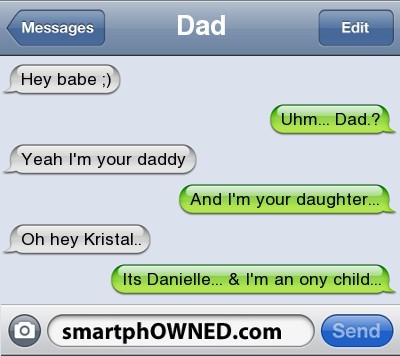 Messages
Dad
Edit
Hey babe ;)
Uhm... Dad.?
Yeah I'm your daddy
And I'm your daughter...
Oh hey Kristal..
Its Danielle... & I'm an ony child...
smartphOWNED.com
Send